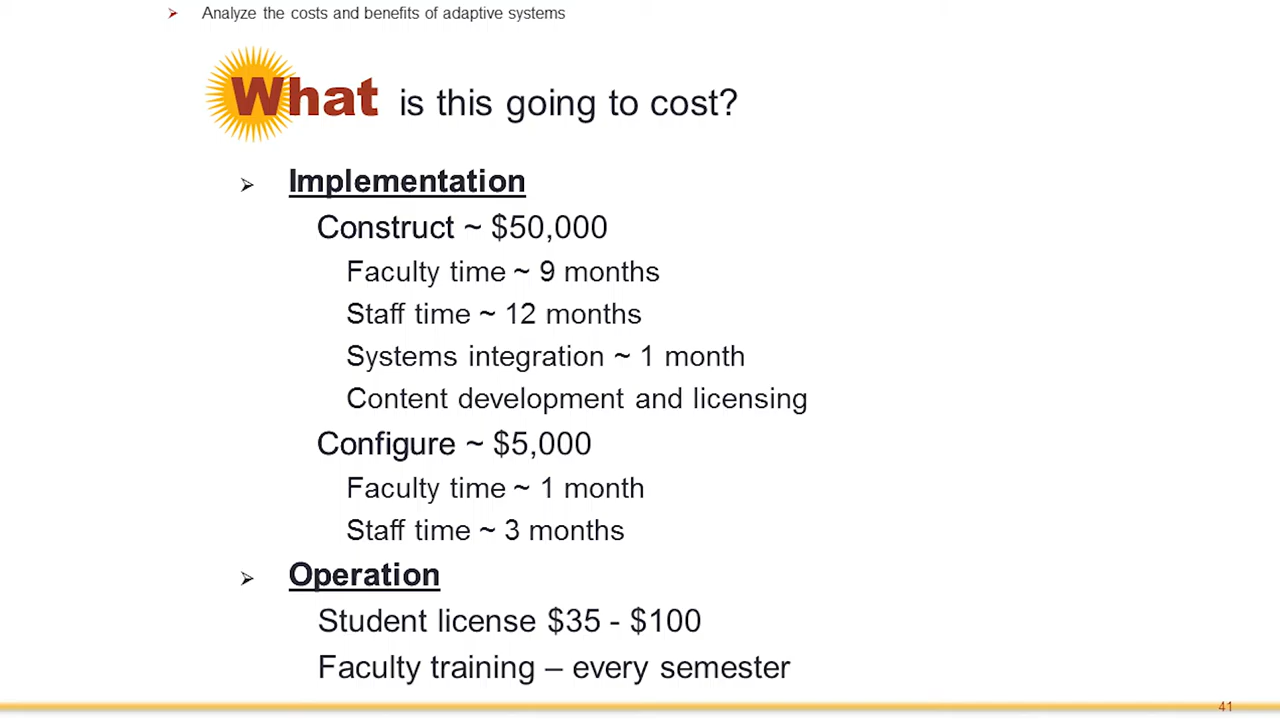 ➢ Analyze the costs and benefits of adaptive systems
What is this going to cost?
➢ Implementation
Construct ~ $50,000
Faculty time ~ 9 months
Staff time ~ 12 months
Systems integration ~ 1 month
Content development and licensing
Configure ~ $5,000
Faculty time ~ 1 month
Staff time ~ 3 months
➢ Operation
Student license $35 - $100
Faculty training – every semester
41